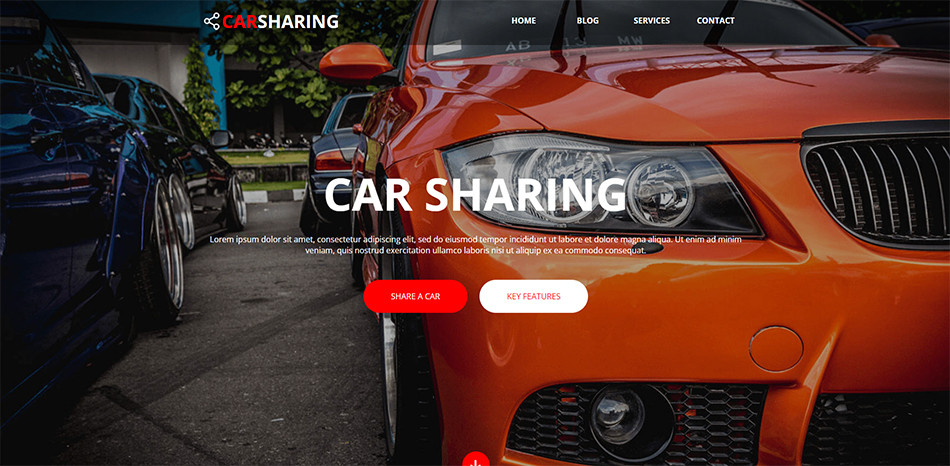 CARSHARING
HOME BLOG SERVICES CONTACT
CAR SHARING
Lorem ipsum dolor sit amet, consectetur adipiscing elit, sed do eiusmod tempor incididunt ut labore et dolore magna aliqua. Ut enim ad minim
veniam, quis nostrud exercitation ullamco laboris nisi ut aliquip ex ea commodo consequat.
SHARE A CAR KEY FEATURES